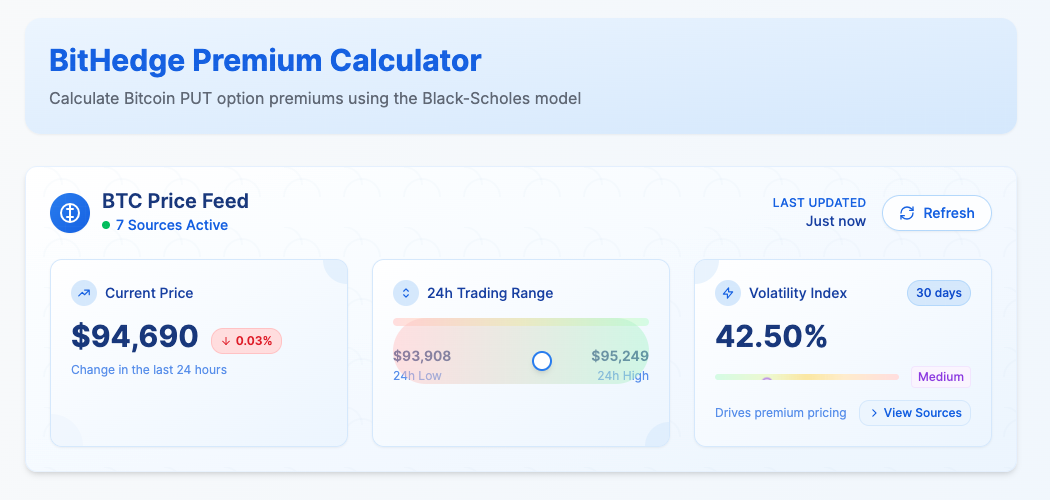 BitHedge Premium Calculator
Calculate Bitcoin PUT option premiums using the Black-Scholes model
BTC Price Feed
7 Sources Active
LAST UPDATED
Just now
Refresh
Current Price
$94,690
0.03%
Change in the last 24 hours
24h Trading Range
$93,908
$95,249
24h Low
24h High
Volatility Index
30 days
42.50%
Medium
Drives premium pricing
View Sources